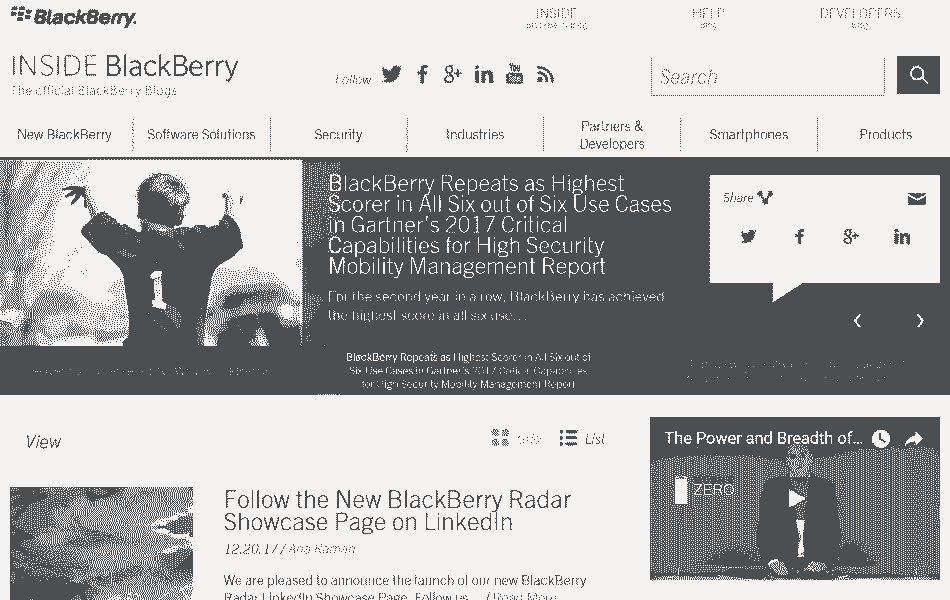 BlackBerry.
INSIDE
HELP
DEVELOPERS
blog
blog
INSIDE BlackBerry
The official BlackBerry Blogs
Follow
Search
New BlackBerry
Software Solutions
Security
Industries
Partners &
Developers
Smartphones
Products
BlackBerry Repeats as Highest
Scorer in All Six out of Six Use Cases
in Gartner's 2017 Critical
Capabilities for High Security
Mobility Management Report
For the second year in a row, BlackBerry has achieved
the highest score in all six use...
Share
1
BlackBerry Repeats as Highest Scorer in All Six out of
Six Use Cases in Gartner's 2017 Critical Capabilities
for High Security Mobility Management Report
View
List
The Power and Breadth of...
ZERO
Follow the New BlackBerry Radar
Showcase Page on LinkedIn
12.20.17 / Ana Kaman
We are pleased to announce the launch of our new BlackBerry
Radar LinkedIn Showcase Page. Follow us... / Read More